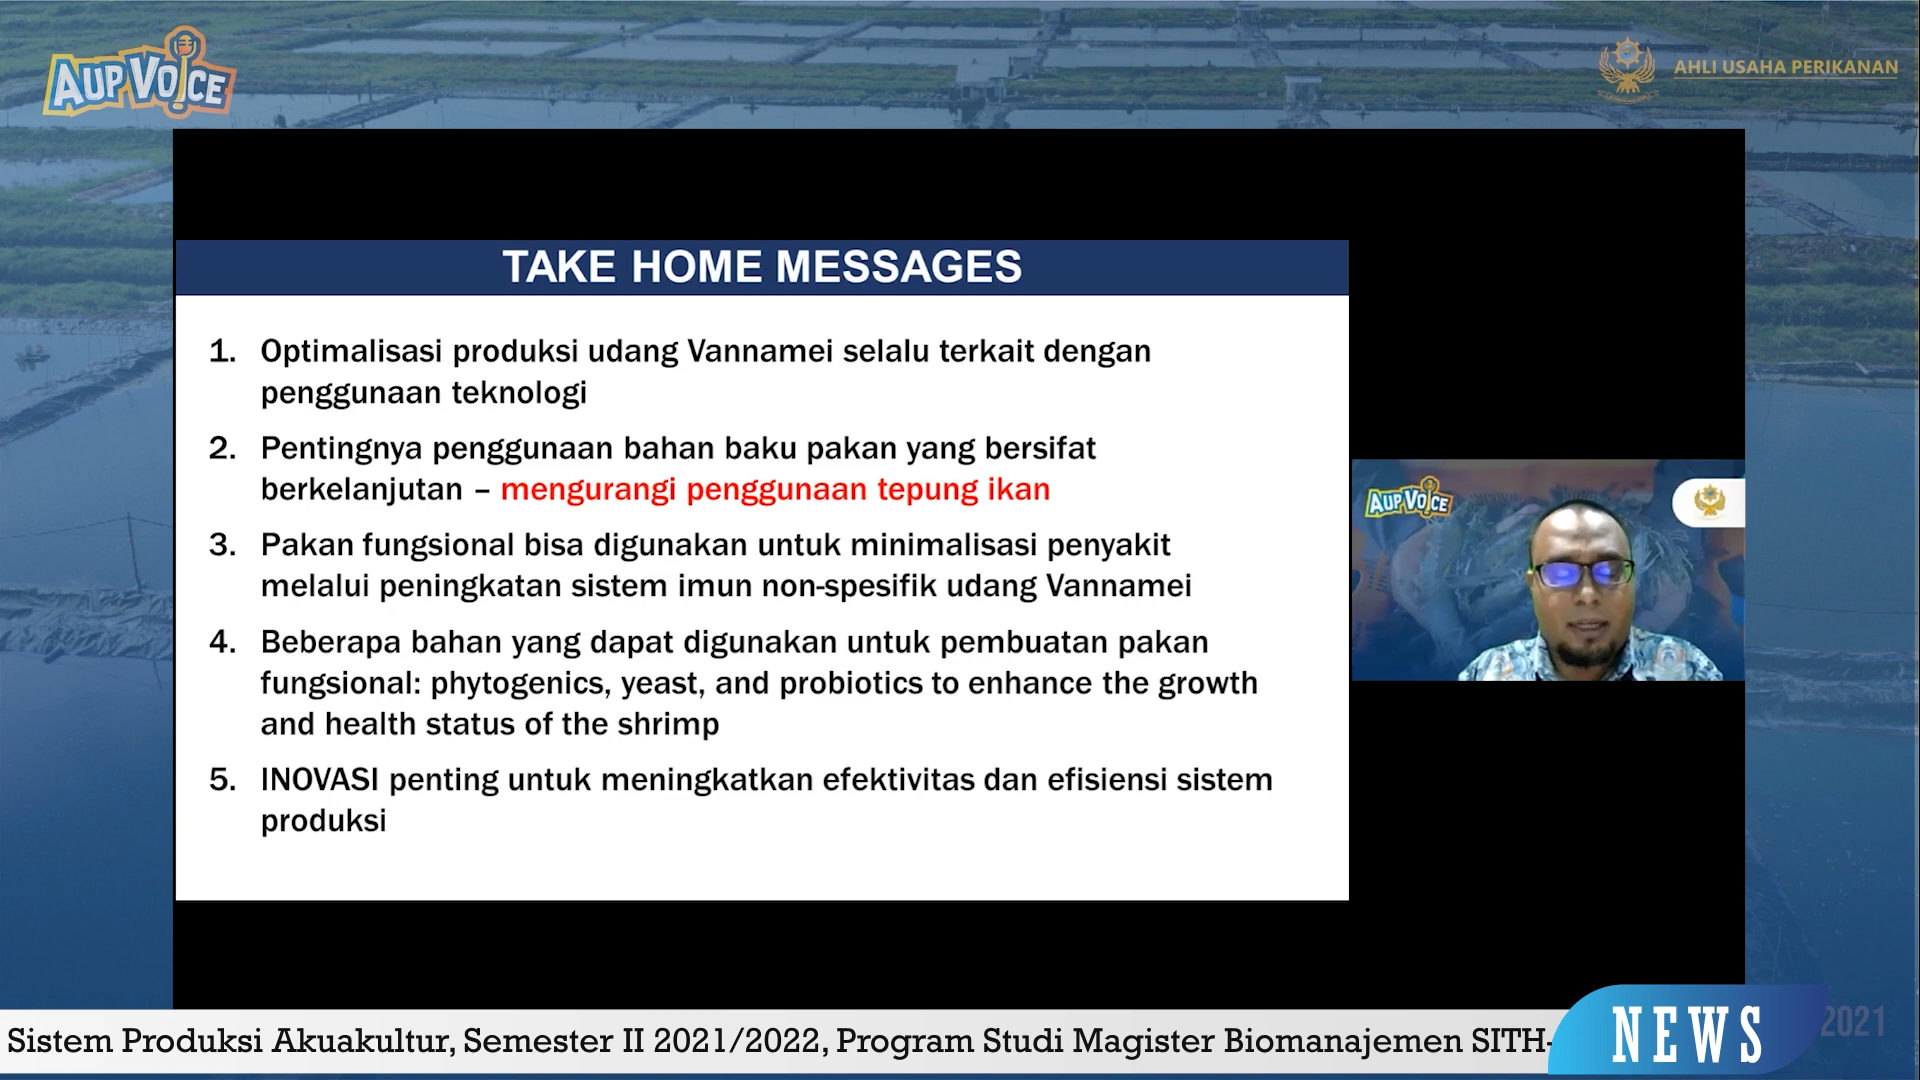 AUP VOICE
AHLI USAHA PERIKANAN
TAKE HOME MESSAGES
1. Optimalisasi produksi udang Vannamei selalu terkait dengan
penggunaan teknologi
2. Pentingnya penggunaan bahan baku pakan yang bersifat
berkelanjutan – mengurangi penggunaan tepung ikan
3. Pakan fungsional bisa digunakan untuk minimalisasi penyakit
melalui peningkatan sistem imun non-spesifik udang Vannamei
4. Beberapa bahan yang dapat digunakan untuk pembuatan pakan
fungsional: phytogenics, yeast, and probiotics to enhance the growth
and health status of the shrimp
5. INOVASI penting untuk meningkatkan efektivitas dan efisiensi sistem
produksi
AUP VOICE
Sistem Produksi Akuakultur, Semester II 2021/2022, Program Studi Magister Biomanajemen SITH-
NEWS
2021